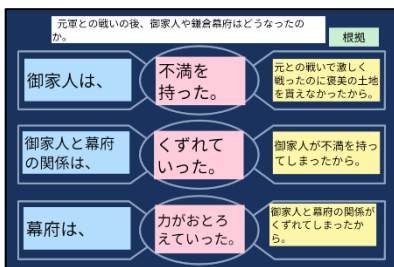 元軍との戦いの後、御家人や鎌倉幕府はどうなったの
か。
根拠
御家人は、
不満を
持った。
元との戦いで激しく
戦ったのに褒美の土地
を貰えなかったから。
御家人と幕府
の関係は、
くずれて
いった。
御家人が不満を持っ
てしまったから。
幕府は、
力がおとろ
えていった。
御家人と幕府の関係が
くずれてしまったか
ら。